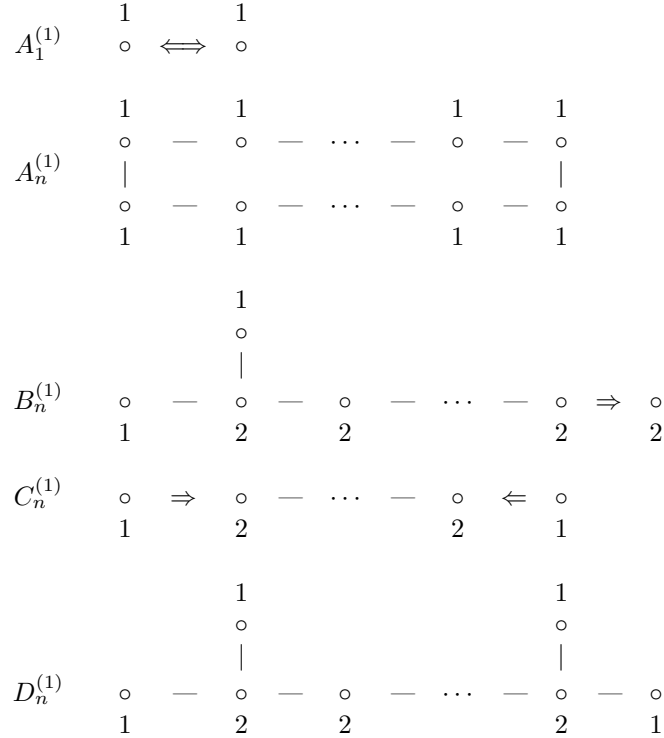 1 1
A_1^{(1)} ∘ ⟺ ∘
1 1 1 1
∘ — ∘ — ⋯ — ∘ — ∘
A_n^{(1)} | |
∘ — ∘ — ⋯ — ∘ — ∘
1 1 1 1
1
∘
|
B_n^{(1)} ∘ — ∘ — ∘ — ⋯ — ∘ ⇒ ∘
1 2 2 2 2
C_n^{(1)} ∘ ⇒ ∘ — ⋯ — ∘ ⇐ ∘
1 2 2 1
1 1
∘ ∘
| |
D_n^{(1)} ∘ — ∘ — ∘ — ⋯ — ∘ — ∘
1 2 2 2 1